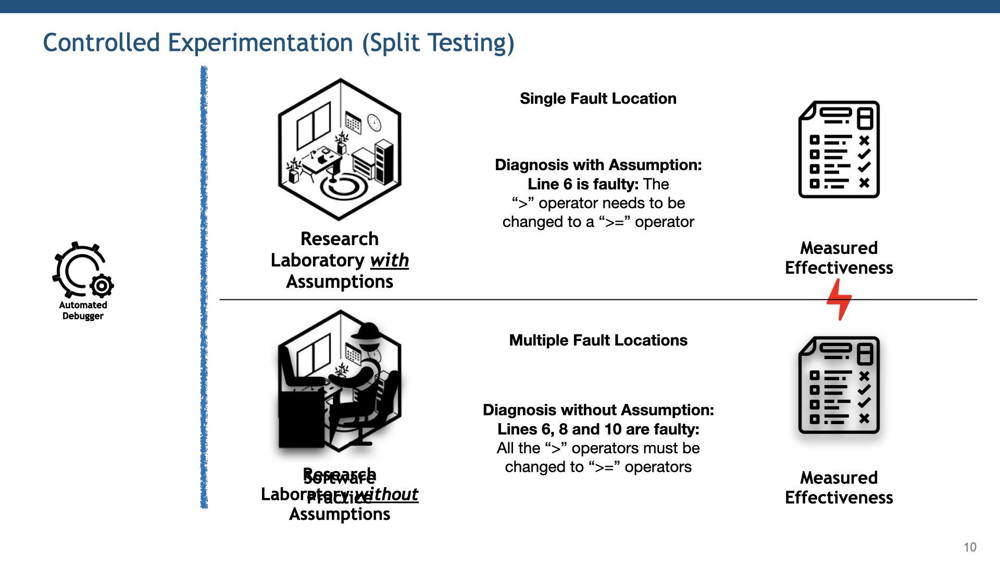 Controlled Experimentation (Split Testing)
Automated
Debugger
Research
Laboratory with
Assumptions
Single Fault Location
Diagnosis with Assumption:
Line 6 is faulty: The
“>” operator needs to be
changed to a “>=” operator
Measured
Effectiveness
Research
Laboratory without
Assumptions
Software
Practice
Multiple Fault Locations
Diagnosis without Assumption:
Lines 6, 8 and 10 are faulty:
All the “>” operators must be
changed to “>=” operators
Measured
Effectiveness
10